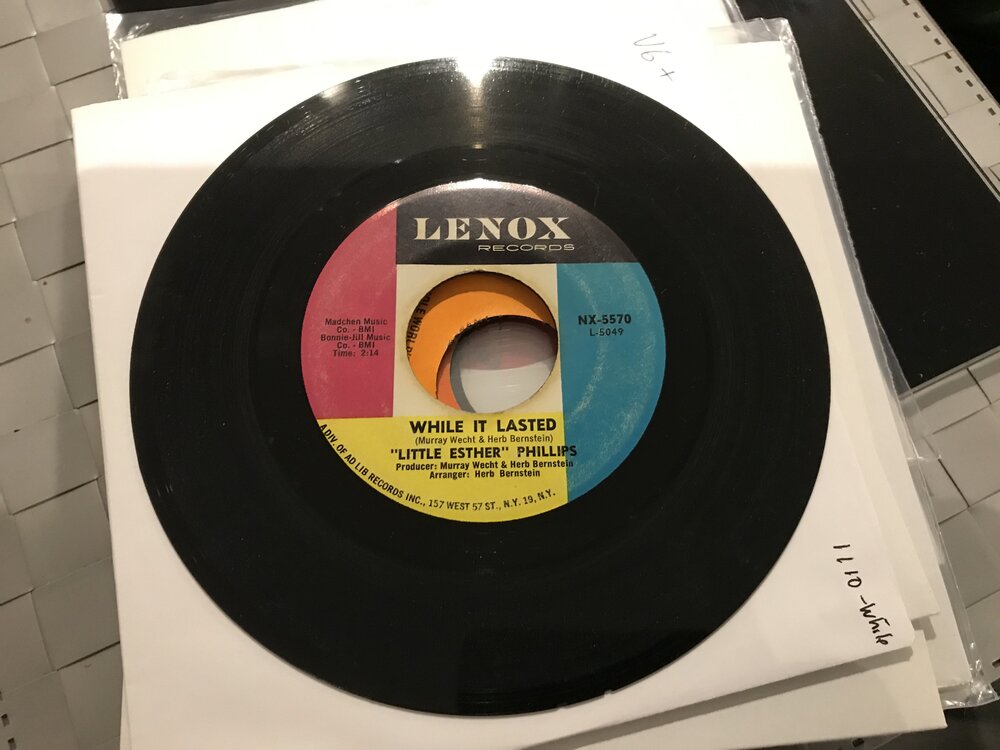 VG+
LENOX
RECORDS
Madchen Music
Co. - BMI
Bonnie-Jill Music
Co. - BMI
Time: 2:14
NX-5570
L-5049
WHILE IT LASTED
(Murray Wecht & Herb Bernstein)
"LITTLE ESTHER" PHILLIPS
Producer: Murray Wecht & Herb Bernstein
Arranger: Herb Bernstein
A DIV. OF AD LIB RECORDS INC., 157 WEST 57 ST., N.Y. 19, N.Y.